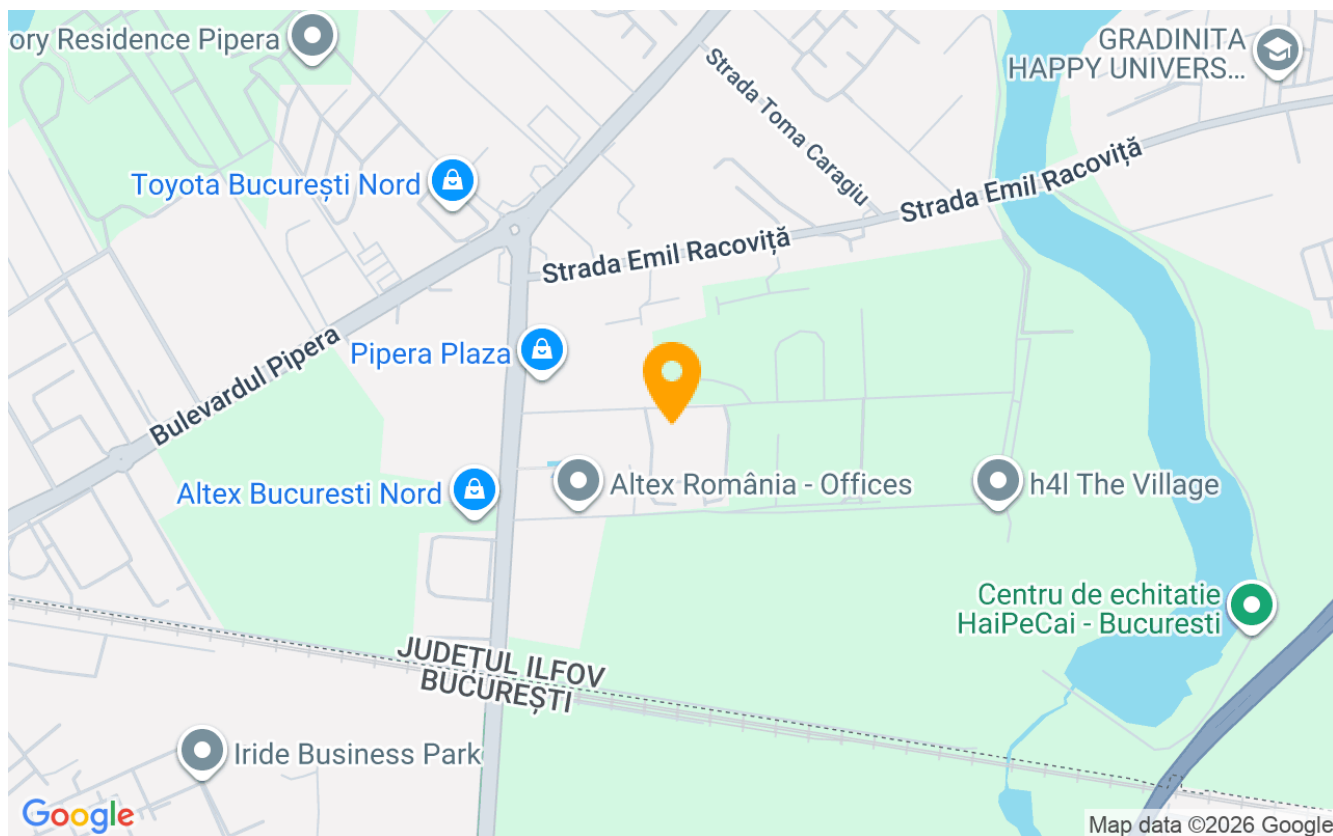 ory Residence Pipera
GRADINITA
HAPPY UNIVERS...
Strada Toma Caragiu
Toyota București Nord
Strada Emil Racoviță
Strada Emil Racoviță
Pipera Plaza
Bulevardul Pipera
Altex Bucuresti Nord
Altex România - Offices
h4l The Village
Centru de echitatie
HaiPeCai - Bucuresti
JUDEȚUL ILFOV
BUCUREȘTI
Iride Business Park
Google
Map data ©2026 Google